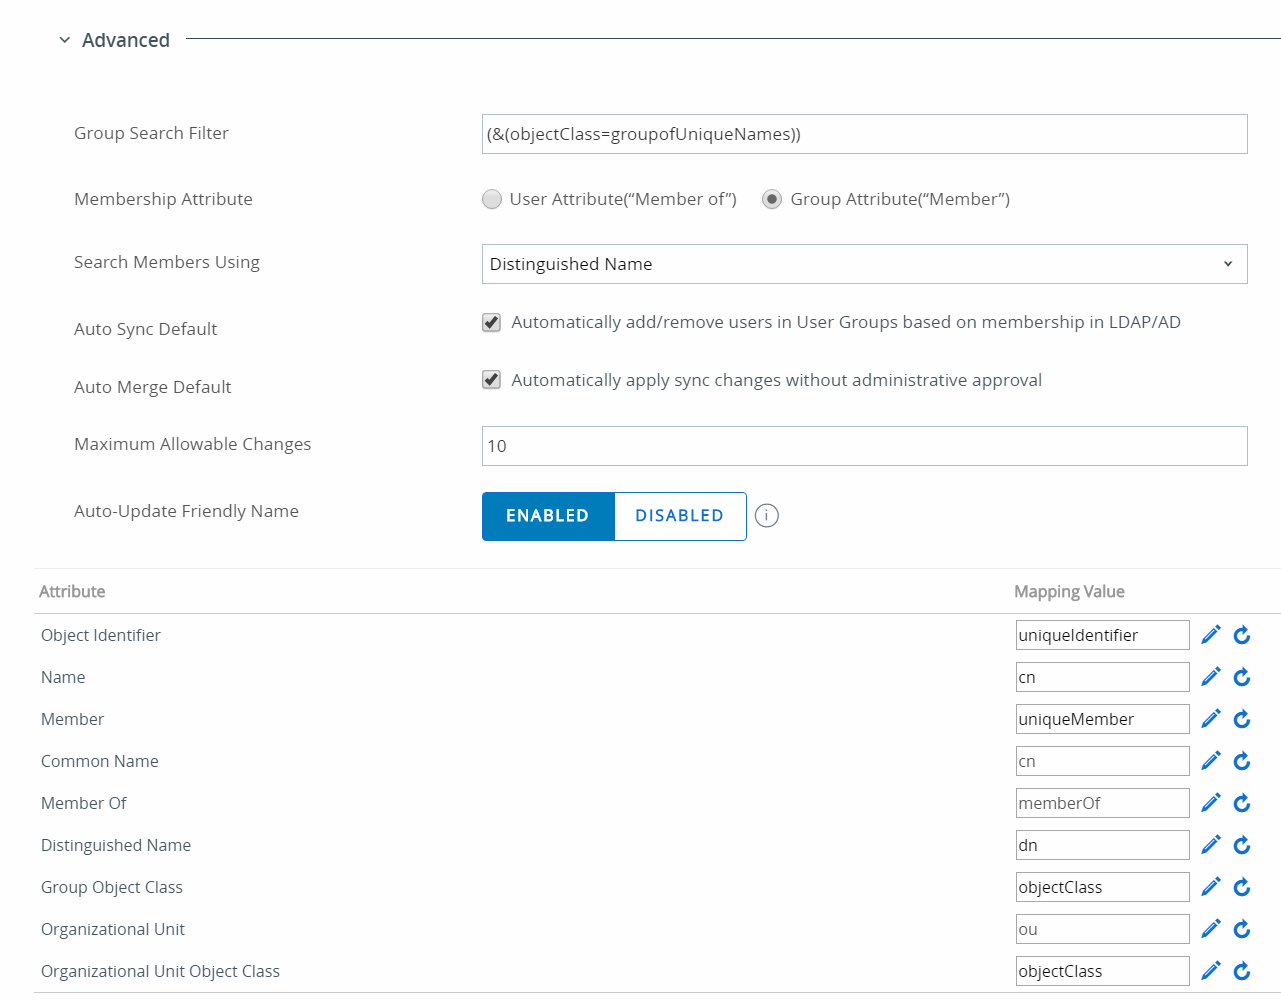 Advanced
Group Search Filter
(&(objectClass=groupofUniqueNames))
Membership Attribute
User Attribute(“Member of”) Group Attribute(“Member”)
Search Members Using
Distinguished Name
Auto Sync Default
Automatically add/remove users in User Groups based on membership in LDAP/AD
Auto Merge Default
Automatically apply sync changes without administrative approval
Maximum Allowable Changes
10
Auto-Update Friendly Name
ENABLED DISABLED
Attribute Mapping Value
Object Identifier uniqueIdentifier
Name cn
Member uniqueMember
Common Name cn
Member Of memberOf
Distinguished Name dn
Group Object Class objectClass
Organizational Unit ou
Organizational Unit Object Class objectClass